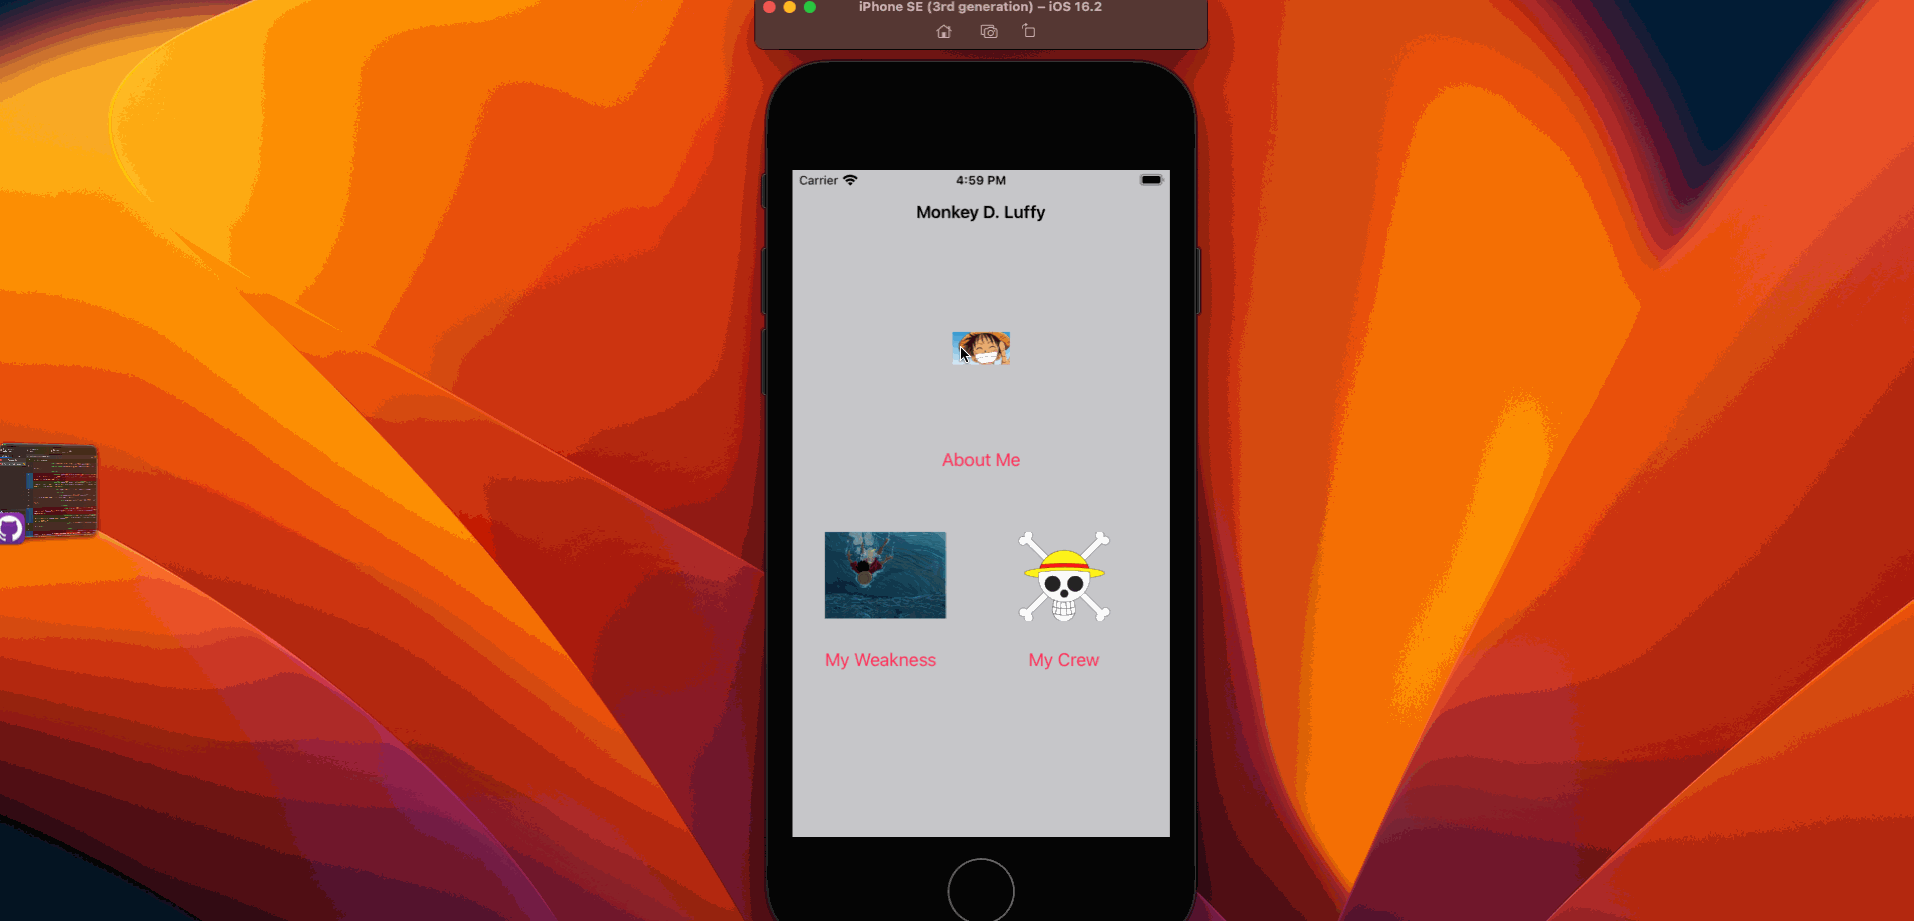 iPhone SE (3rd generation) – iOS 16.2
Carrier 4:59 PM
Monkey D. Luffy
About Me
My Weakness
My Crew